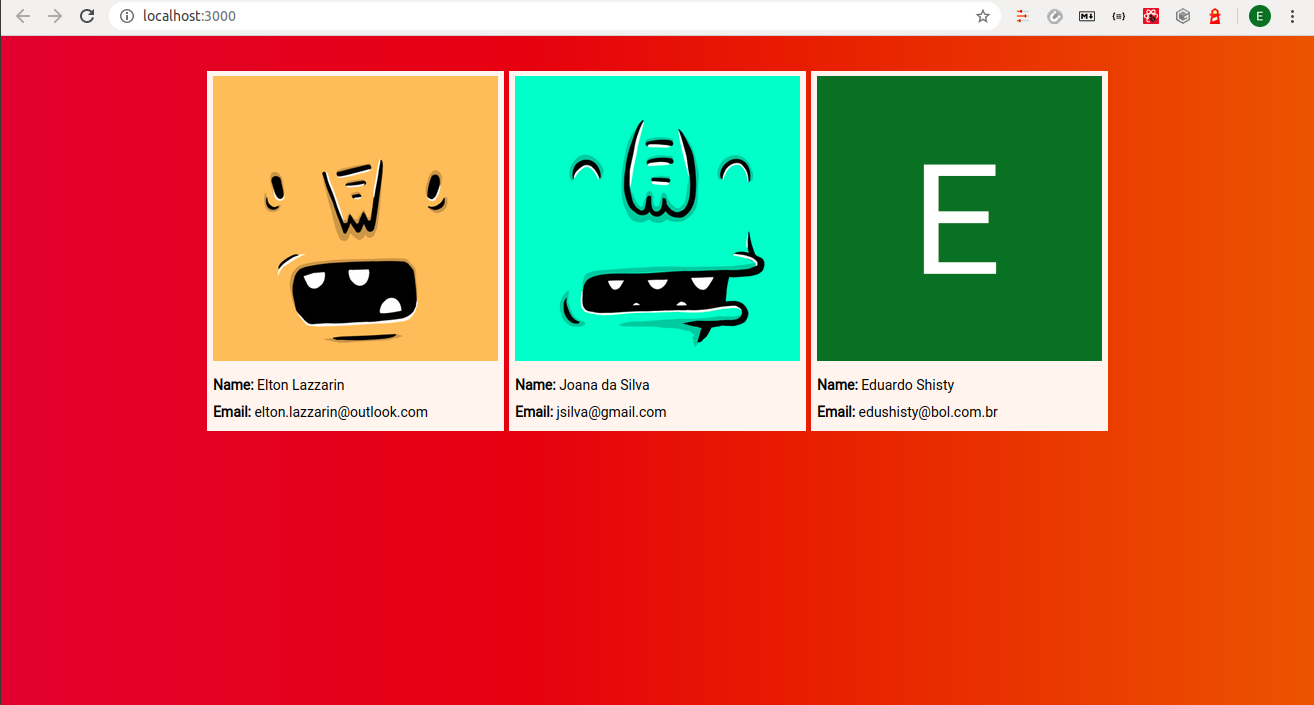 localhost:3000
M
{≡}
E
E
Name: Elton Lazzarin
Email: elton.lazzarin@outlook.com
Name: Joana da Silva
Email: jsilva@gmail.com
Name: Eduardo Shisty
Email: edushisty@bol.com.br